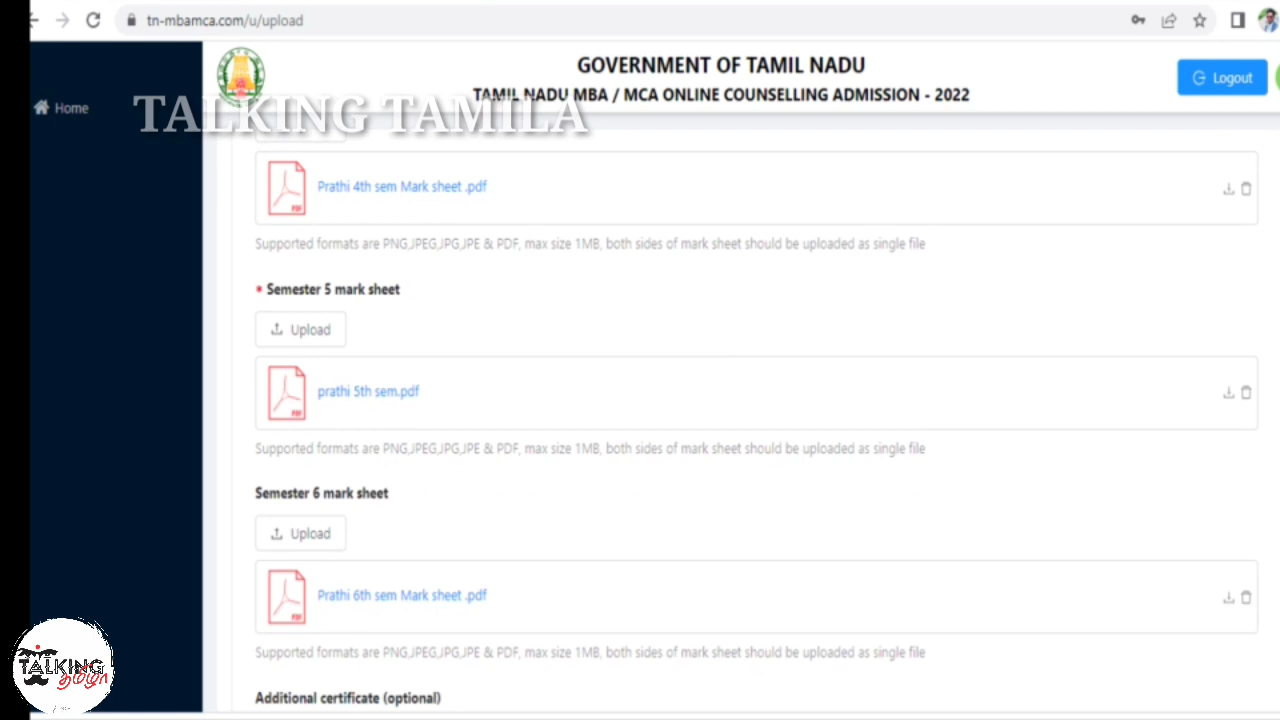 tn-mbamca.com/u/upload
GOVERNMENT OF TAMIL NADU
TAMIL NADU MBA / MCA ONLINE COUNSELLING ADMISSION - 2022
Logout
Home
TALKING TAMILA
PDF
Prathi 4th sem Mark sheet .pdf
Supported formats are PNG,JPEG,JPG,JPE & PDF, max size 1MB, both sides of mark sheet should be uploaded as single file
* Semester 5 mark sheet
Upload
PDF
prathi 5th sem.pdf
Supported formats are PNG,JPEG,JPG,JPE & PDF, max size 1MB, both sides of mark sheet should be uploaded as single file
Semester 6 mark sheet
Upload
PDF
Prathi 6th sem Mark sheet .pdf
Supported formats are PNG,JPEG,JPG,JPE & PDF, max size 1MB, both sides of mark sheet should be uploaded as single file
TALKING
தமிழா
Additional certificate (optional)